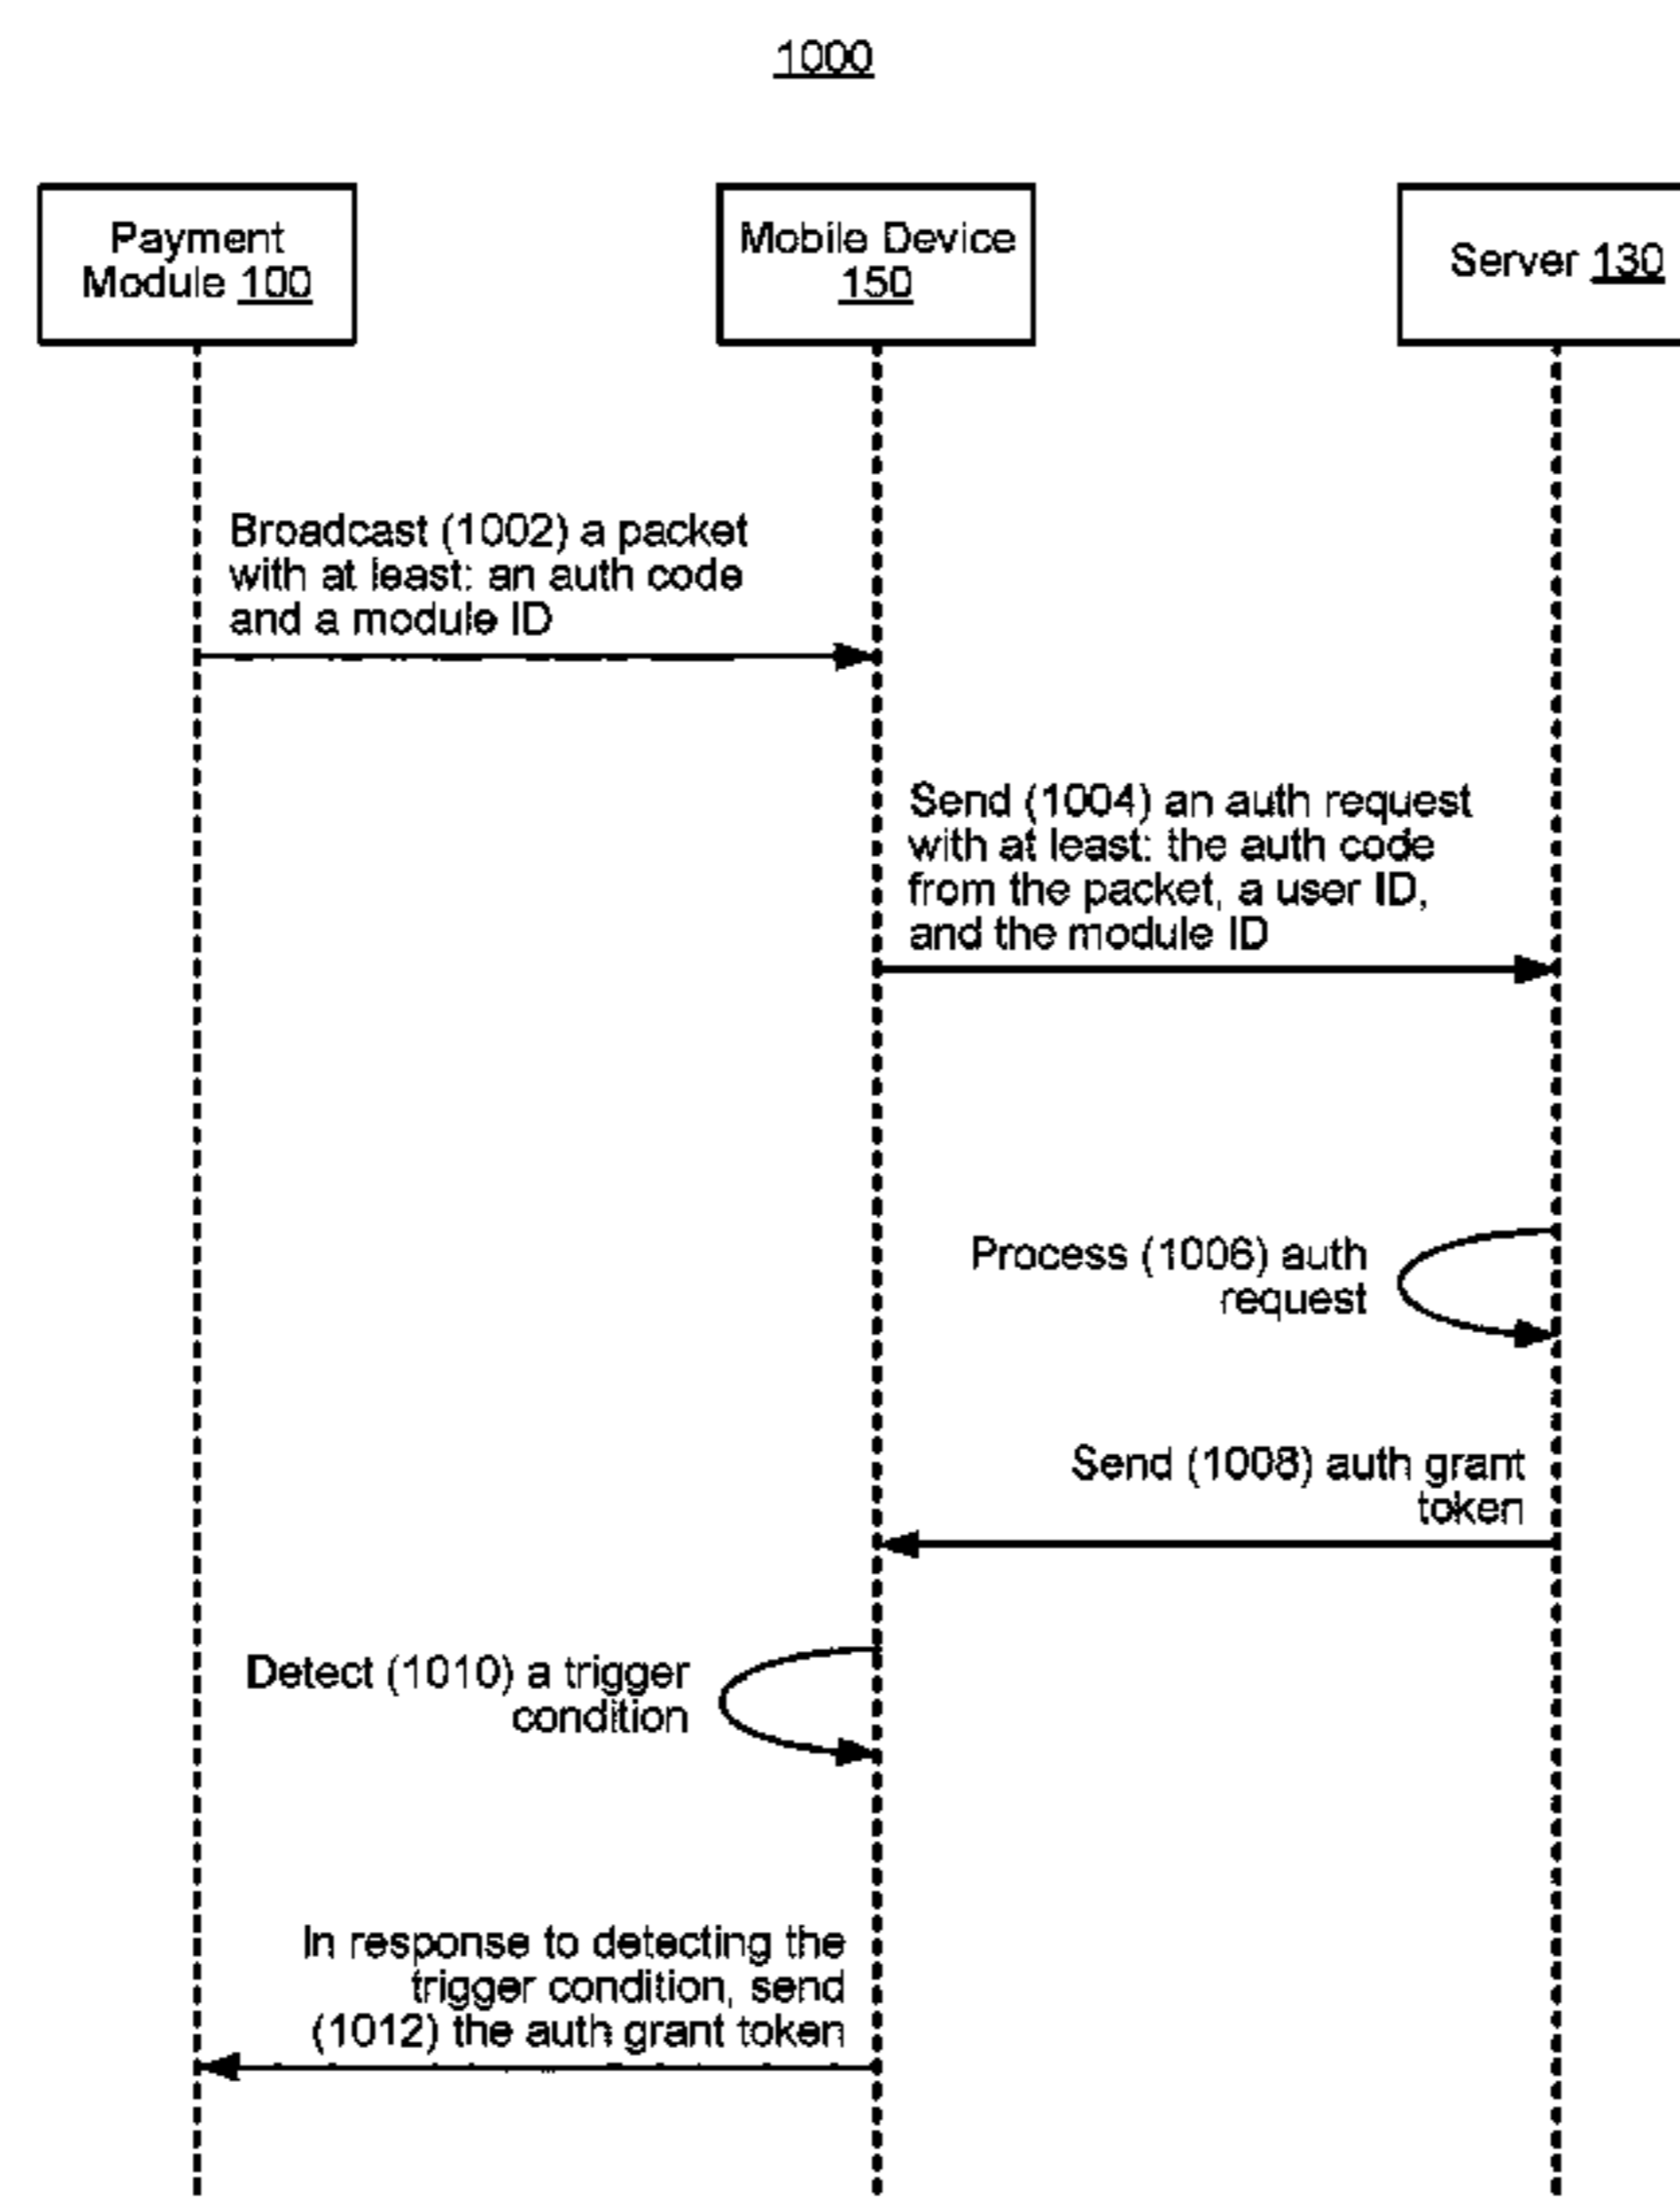 1000
Payment
Module 100
Mobile Device
150
Server 130
Broadcast (1002) a packet
with at least: an auth code
and a module ID
Send (1004) an auth request
with at least: the auth code
from the packet, a user ID,
and the module ID
Process (1006) auth
request
Send (1008) auth grant
token
Detect (1010) a trigger
condition
In response to detecting the
trigger condition, send
(1012) the auth grant token